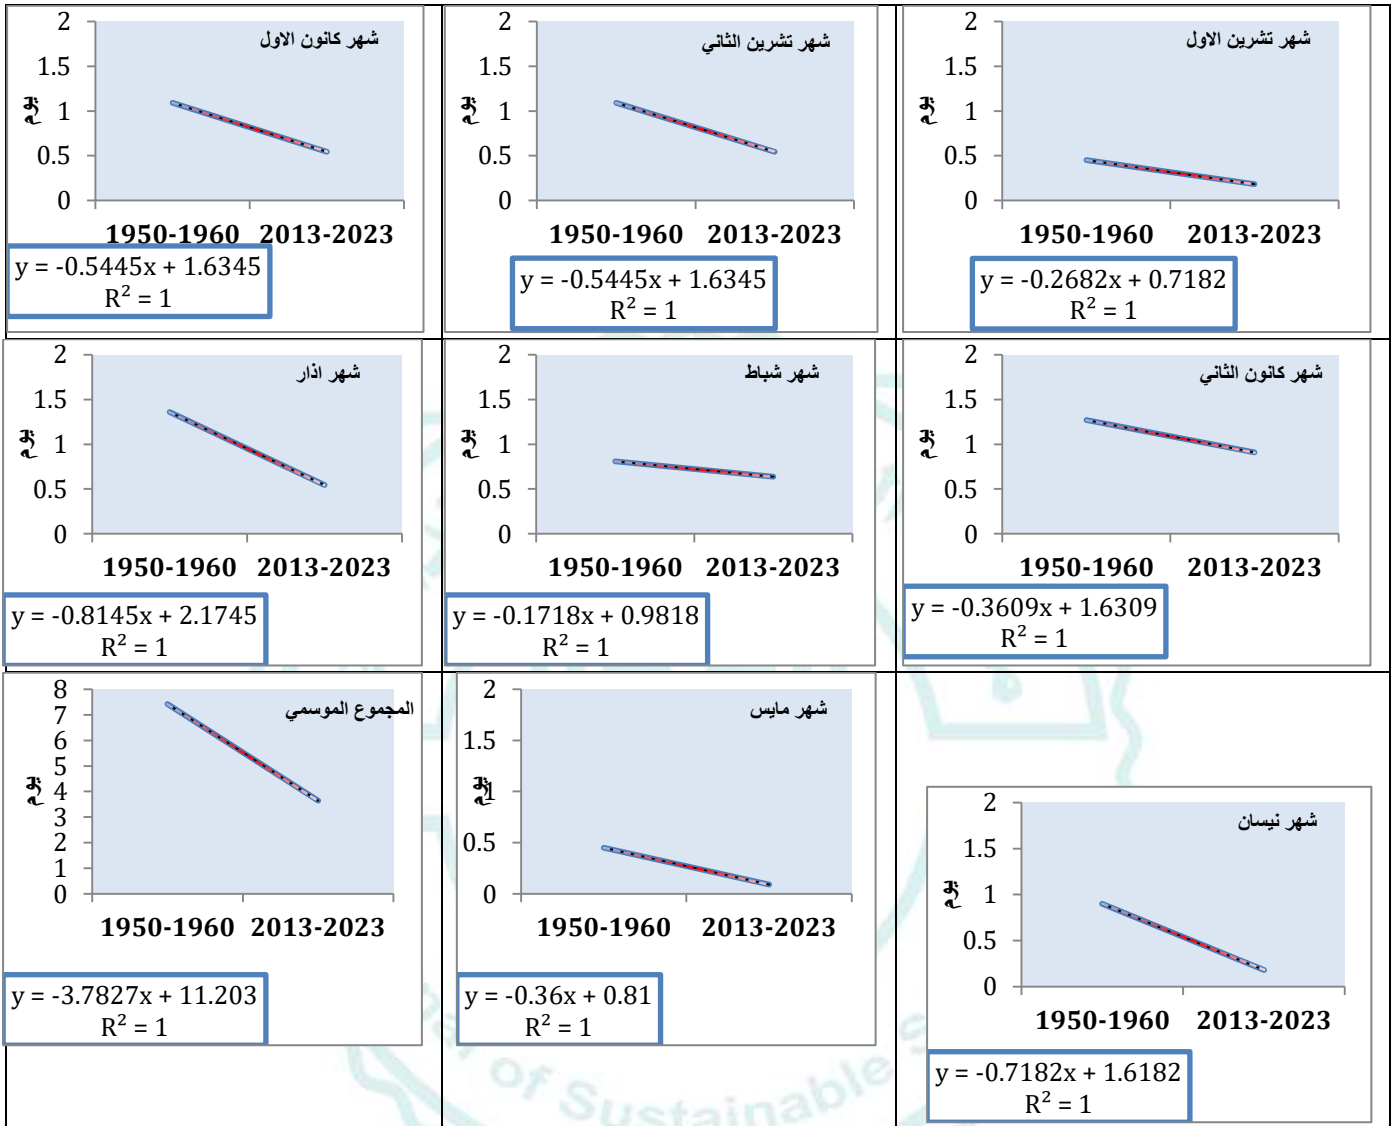 شهر تشرين الاول
يوم
2
1.5
1
0.5
0
1950-1960 2013-2023
y = -0.2682x + 0.7182
R² = 1
شهر تشرين الثاني
يوم
2
1.5
1
0.5
0
1950-1960 2013-2023
y = -0.5445x + 1.6345
R² = 1
شهر كانون الاول
يوم
2
1.5
1
0.5
0
1950-1960 2013-2023
y = -0.5445x + 1.6345
R² = 1
شهر كانون الثاني
يوم
2
1.5
1
0.5
0
1950-1960 2013-2023
y = -0.3609x + 1.6309
R² = 1
شهر شباط
يوم
2
1.5
1
0.5
0
1950-1960 2013-2023
y = -0.1718x + 0.9818
R² = 1
شهر اذار
يوم
2
1.5
1
0.5
0
1950-1960 2013-2023
y = -0.8145x + 2.1745
R² = 1
شهر نيسان
يوم
2
1.5
1
0.5
0
1950-1960 2013-2023
y = -0.7182x + 1.6182
R² = 1
شهر مايس
يوم
2
1.5
1
0.5
0
1950-1960 2013-2023
y = -0.36x + 0.81
R² = 1
المجموع الموسمي
يوم
8
7
6
5
4
3
2
1
0
1950-1960 2013-2023
y = -3.7827x + 11.203
R² = 1
of Sustainable